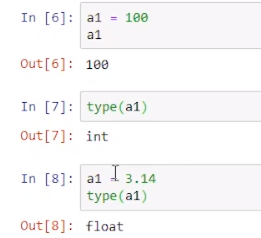 In [6]: a1 = 100
a1
Out[6]: 100
In [7]: type(a1)
Out[7]: int
In [8]: a1 = 3.14
type(a1)
Out[8]: float